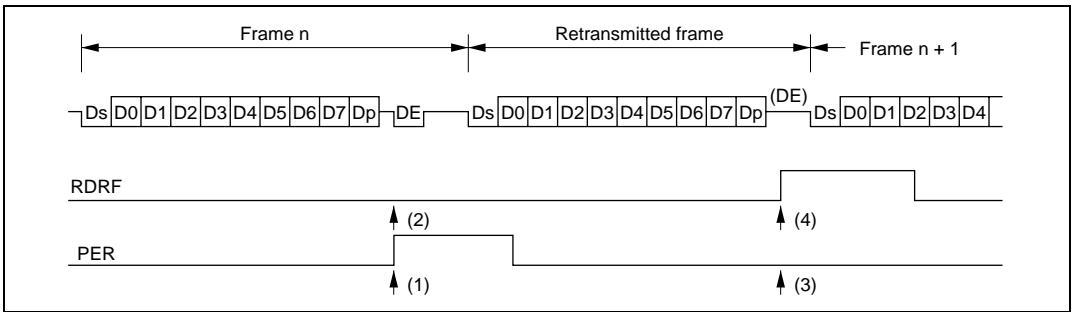 Frame n
Retransmitted frame
Frame n + 1
Ds D0 D1 D2 D3 D4 D5 D6 D7 Dp DE Ds D0 D1 D2 D3 D4 D5 D6 D7 Dp (DE) Ds D0 D1 D2 D3 D4
RDRF
(2) (4)
PER
(1) (3)